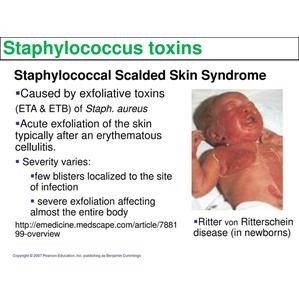 Staphylococcus toxins
Staphylococcal Scalded Skin Syndrome
▪Caused by exfoliative toxins
(ETA & ETB) of Staph. aureus
▪Acute exfoliation of the skin
typically after an erythematous
cellulitis.
▪ Severity varies:
▪few blisters localized to the site
of infection
▪ severe exfoliation affecting
almost the entire body
http://emedicine.medscape.com/article/7881
99-overview
▪Ritter von Ritterschein
disease (in newborns)
Copyright © 2007 Pearson Education, Inc. publishing as Benjamin Cummings